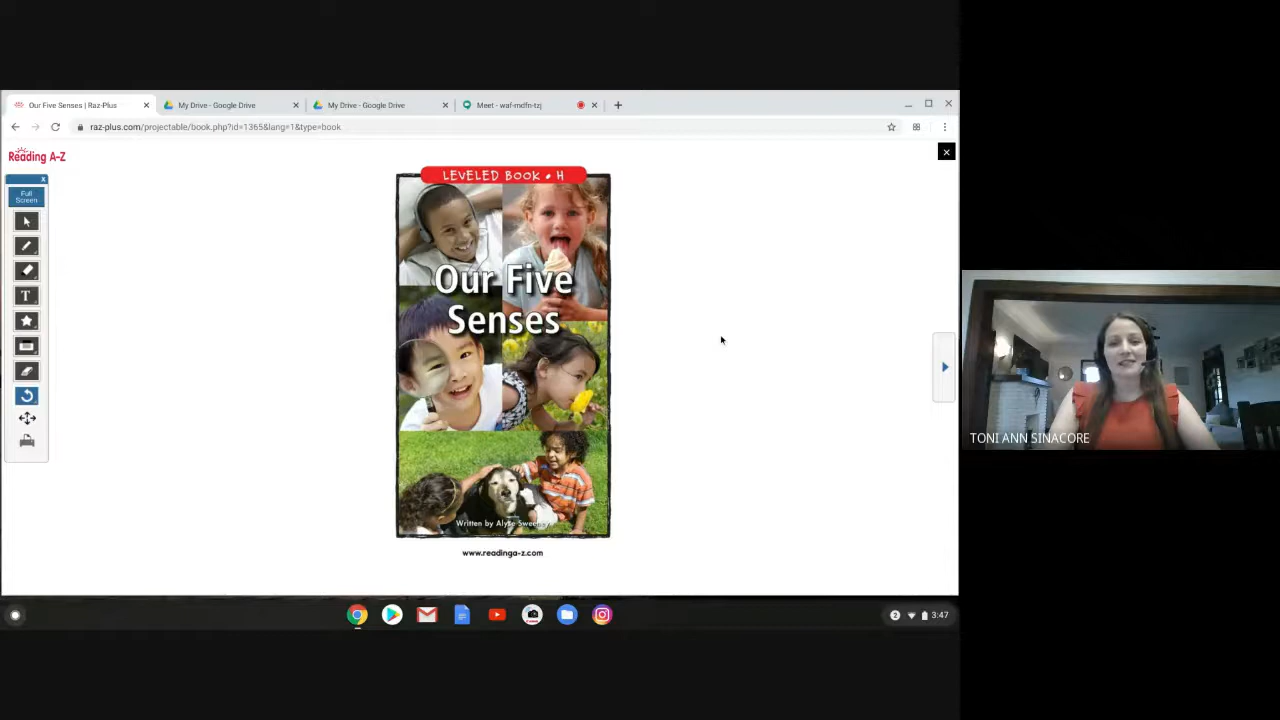 Our Five Senses | Raz-Plus
My Drive - Google Drive
My Drive - Google Drive
Meet - waf-mdfn-tzj
raz-plus.com/projectable/book.php?id=1365&lang=1&type=book
Reading A-Z
x
Full
Screen
T
LEVELED BOOK • H
Our Five
Senses
Written by Alyse Sweeney
www.readinga-z.com
TONI ANN SINACORE
2
3:47